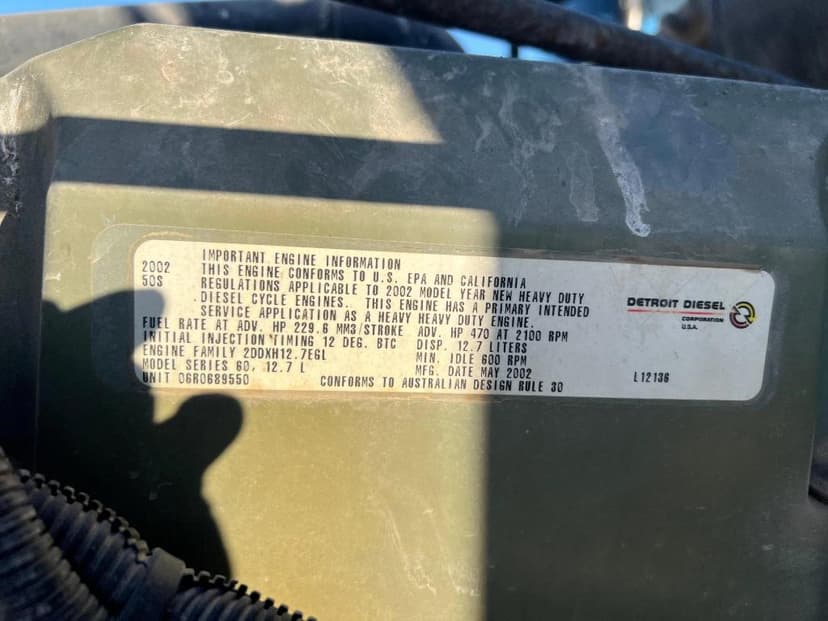 IMPORTANT ENGINE INFORMATION
2002 THIS ENGINE CONFORMS TO U.S. EPA AND CALIFORNIA
50S REGULATIONS APPLICABLE TO 2002 MODEL YEAR NEW HEAVY DUTY
DIESEL CYCLE ENGINES. THIS ENGINE HAS A PRIMARY INTENDED
SERVICE APPLICATION AS A HEAVY HEAVY DUTY ENGINE.
FUEL RATE AT ADV. HP 229.6 MM3/STROKE ADV. HP 470 AT 2100 RPM
INITIAL INJECTION TIMING 12 DEG. BTC DISP. 12.7 LITERS
ENGINE FAMILY 2DDXH12.7EGL MIN. IDLE 600 RPM
MODEL SERIES 60, 12.7 L MFG. DATE MAY 2002
UNIT 06R0689550 CONFORMS TO AUSTRALIAN DESIGN RULE 30
DETROIT DIESEL
CORPORATION
U.S.A.
L12136